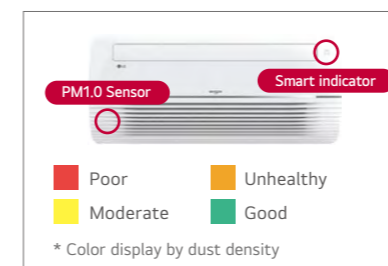 Smart indicator
PM1.0 Sensor
Poor
Unhealthy
Moderate
Good
* Color display by dust density